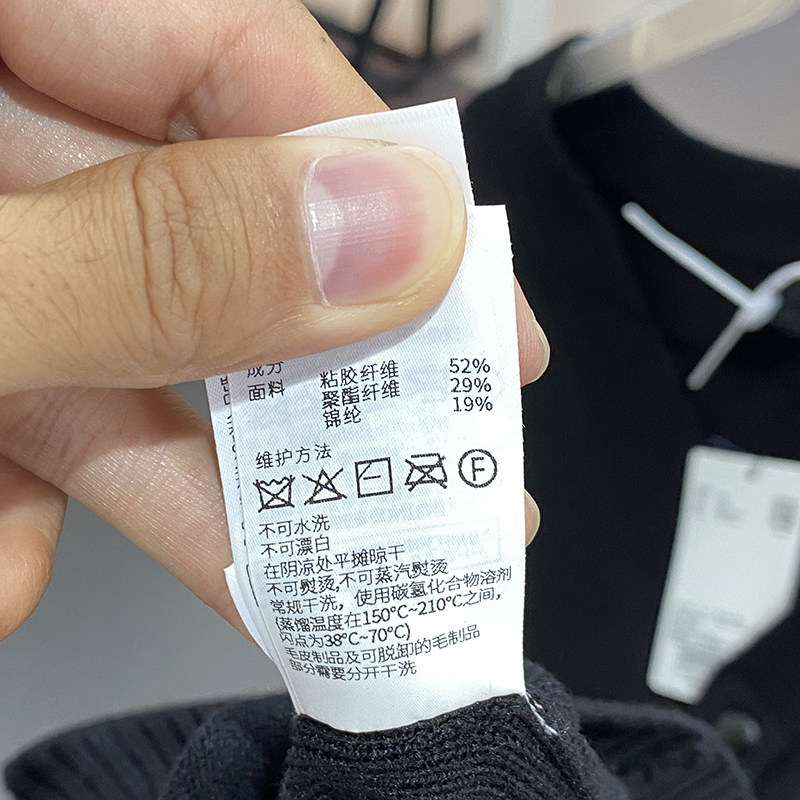 成分
面料 粘胶纤维 52%
聚酯纤维 29%
锦纶 19%
维护方法
F
不可水洗
不可漂白
在阴凉处平摊晾干
不可熨烫,不可蒸汽熨烫
常规干洗，使用碳氢化合物溶剂
(蒸馏温度在150°C~210°C之间，
闪点为38°C~70°C)
毛皮制品及可脱卸的毛制品
部分需要分开干洗